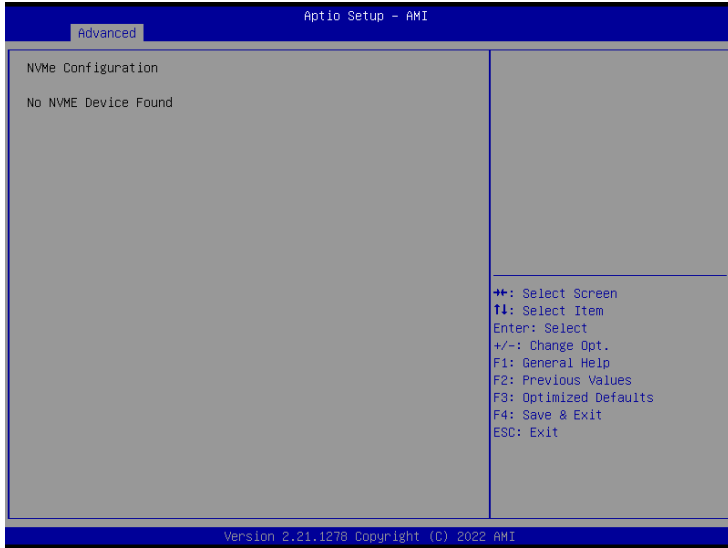 Aptio Setup – AMI
Advanced
NVMe Configuration
No NVME Device Found
→←: Select Screen
↑↓: Select Item
Enter: Select
+/-: Change Opt.
F1: General Help
F2: Previous Values
F3: Optimized Defaults
F4: Save & Exit
ESC: Exit
Version 2.21.1278 Copyright (C) 2022 AMI